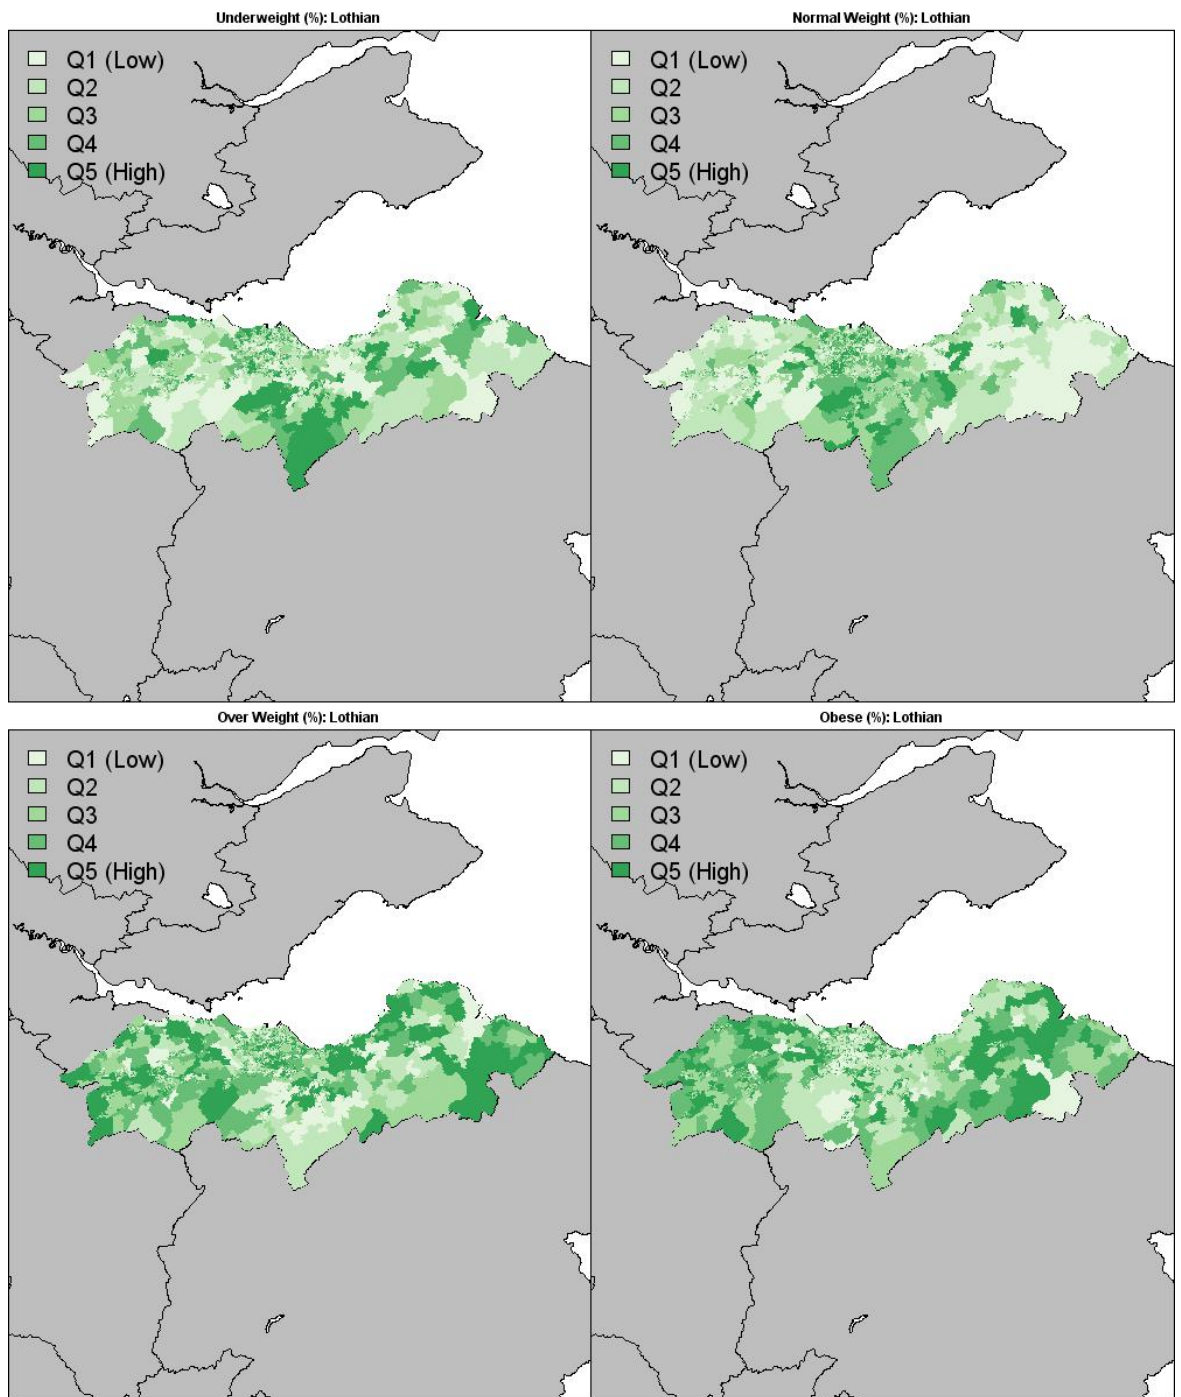 Underweight (%): Lothian
Q1 (Low)
Q2
Q3
Q4
Q5 (High)
Normal Weight (%): Lothian
Q1 (Low)
Q2
Q3
Q4
Q5 (High)
Over Weight (%): Lothian
Q1 (Low)
Q2
Q3
Q4
Q5 (High)
Obese (%): Lothian
Q1 (Low)
Q2
Q3
Q4
Q5 (High)